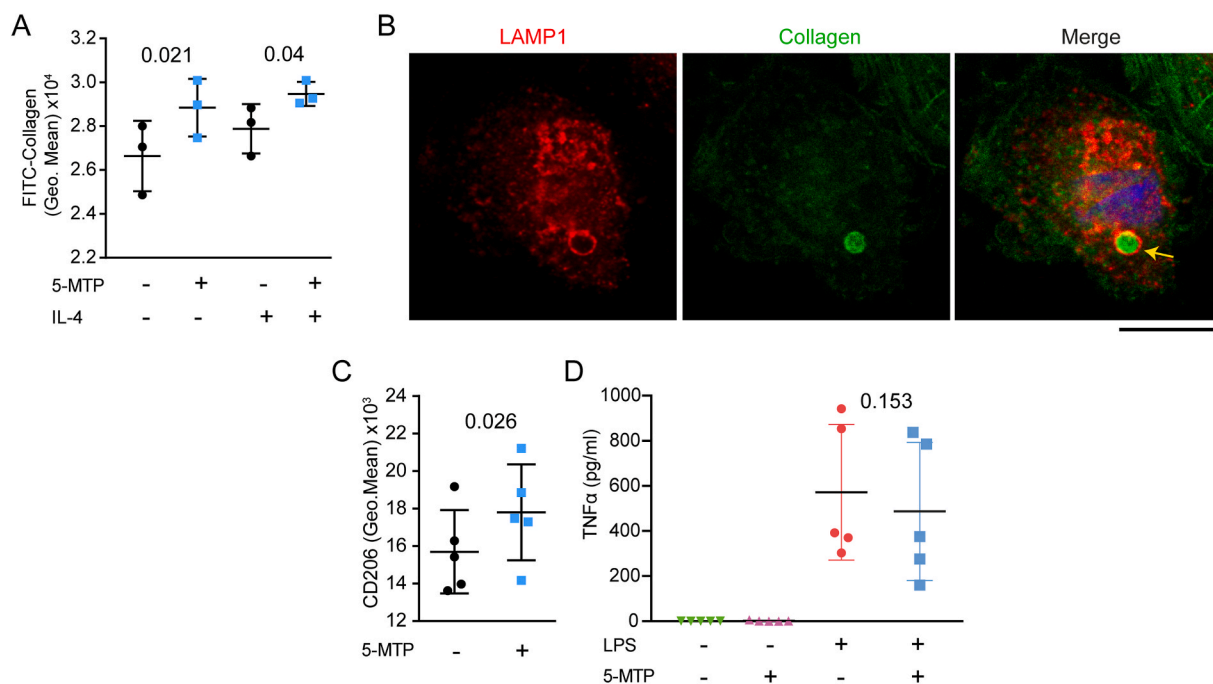 A
FITC-Collagen
(Geo. Mean) x10⁴
3.2
3.0
2.8
2.6
2.4
2.2
0.021 0.04
5-MTP - + - +
IL-4 - - + +
B
LAMP1 Collagen Merge
C
CD206 (Geo.Mean) x10³
24
22
20
18
16
14
12
0.026
5-MTP - +
D
TNFα (pg/ml)
1000
800
600
400
200
0
0.153
LPS - - + +
5-MTP - + - +